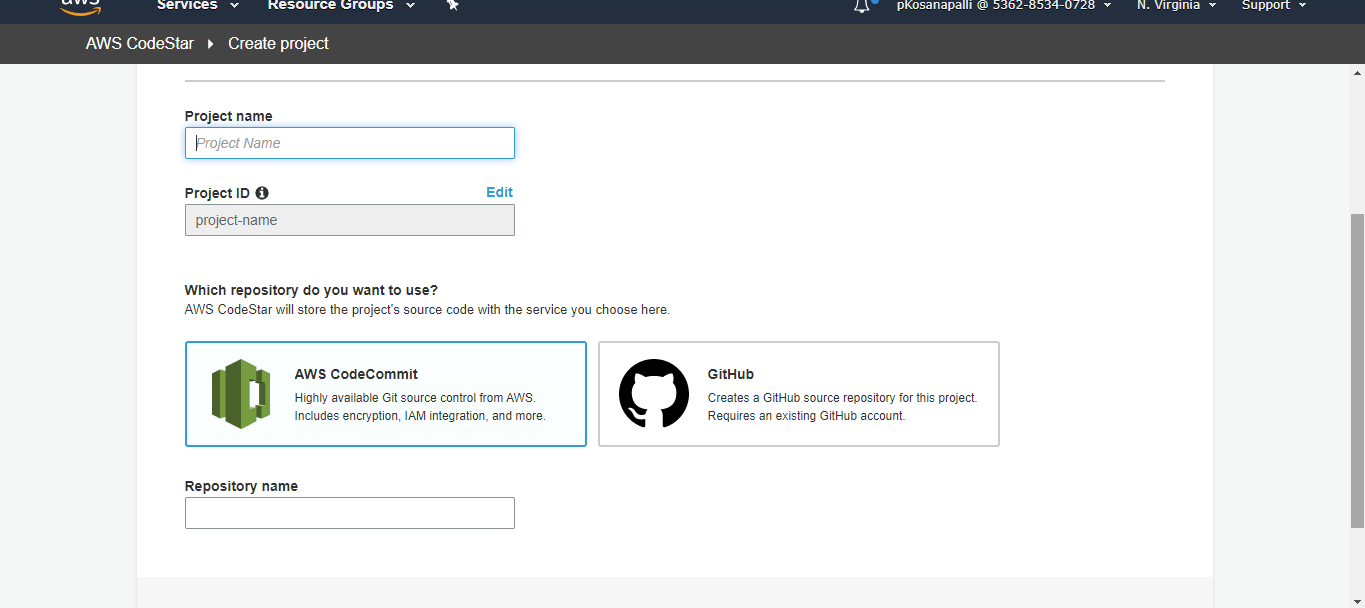 aws Services Resource Groups pKosanapalli @ 5362-8534-0728 N. Virginia Support
AWS CodeStar Create project
Project name
Project Name
Project ID Edit
project-name
Which repository do you want to use?
AWS CodeStar will store the project's source code with the service you choose here.
AWS CodeCommit
Highly available Git source control from AWS.
Includes encryption, IAM integration, and more.
GitHub
Creates a GitHub source repository for this project.
Requires an existing GitHub account.
Repository name